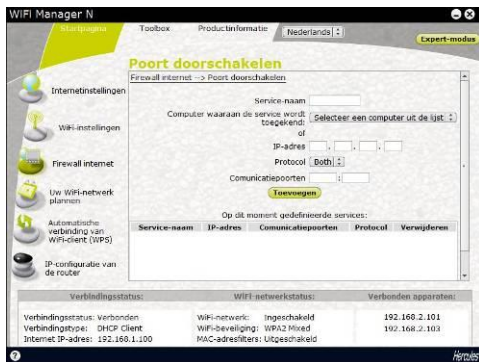 WiFi Manager N
Startpagina
Toolbox
Productinformatie
Nederlands
Expert-modus
Poort doorschakelen
Firewall internet --> Poort doorschakelen
Internetinstellingen
WiFi-instellingen
Firewall internet
Uw WiFi-netwerk
plannen
Automatische
verbinding van
WiFi-client (WPS)
IP-configuratie van
de router
Service-naam
Computer waaraan de service wordt
toegekend:
Selecteer een computer uit de lijst
of
IP-adres . . .
Protocol Both
Comunicatiepoorten :
Toevoegen
Op dit moment gedefinieerde services:
Service-naam IP-adres Comunicatiepoorten Protocol Verwijderen
Verbindingsstatus: WiFi-netwerkstatus: Verbonden apparaten:
Verbindingsstatus: Verbonden WiFi-netwerk: Ingeschakeld 192.168.2.101
Verbindingtype: DHCP Client WiFi-beveiliging: WPA2 Mixed 192.168.2.103
Internet IP-adres: 192.168.1.100 MAC-adresfilters: Uitgeschakeld
?
Hercules